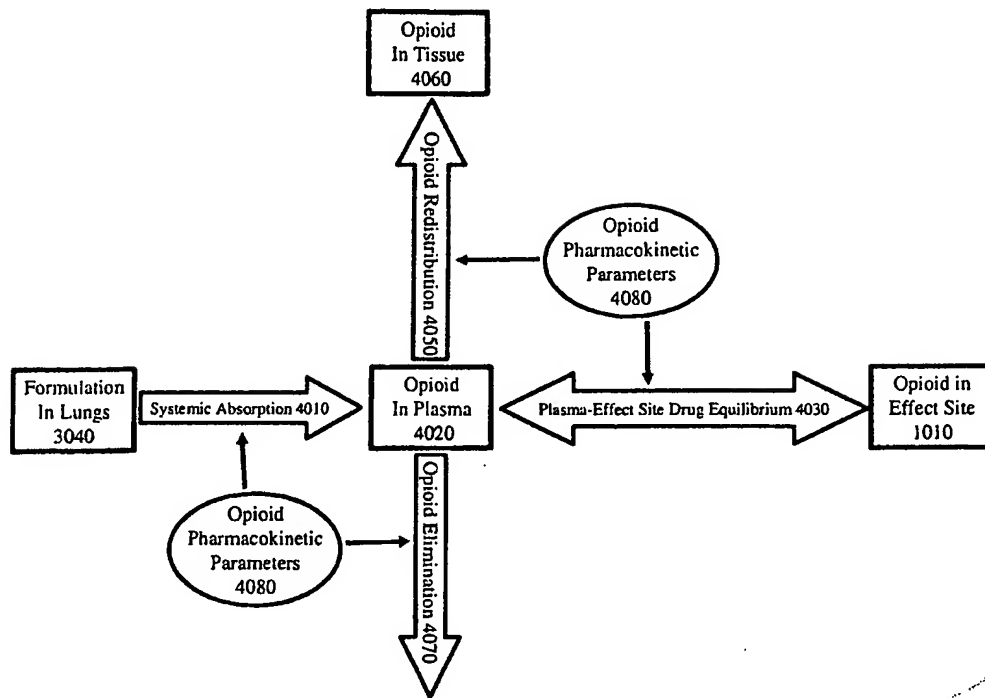 Opioid
In Tissue
4060
Opioid Redistribution 4050
Opioid
Pharmacokinetic
Parameters
4080
Formulation
In Lungs
3040
Systemic Absorption 4010
Opioid
In Plasma
4020
Plasma-Effect Site Drug Equilibrium 4030
Opioid in
Effect Site
1010
Opioid
Pharmacokinetic
Parameters
4080
Opioid Elimination 4070